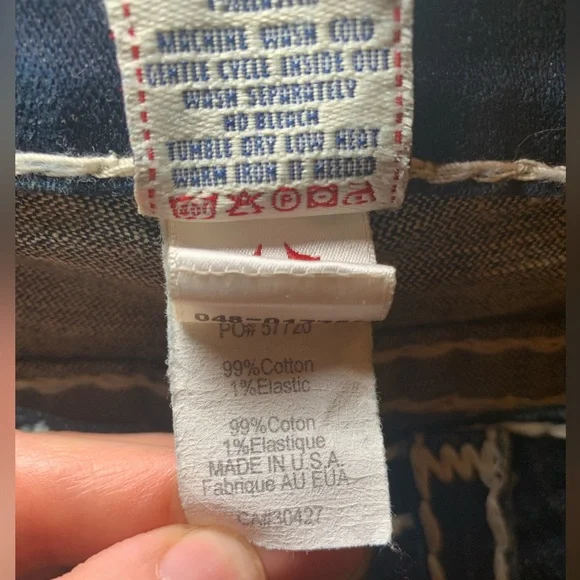 MACHINE WASH COLD
GENTLE CYCLE INSIDE OUT
WASH SEPARATELY
NO BLEACH
TUMBLE DRY LOW HEAT
WARM IRON IF NEEDED
PO# 57720
99%Cotton
1%Elastic
99%Coton
1%Elastique
MADE IN U.S.A.
Fabrique AU EUA
CA#30427